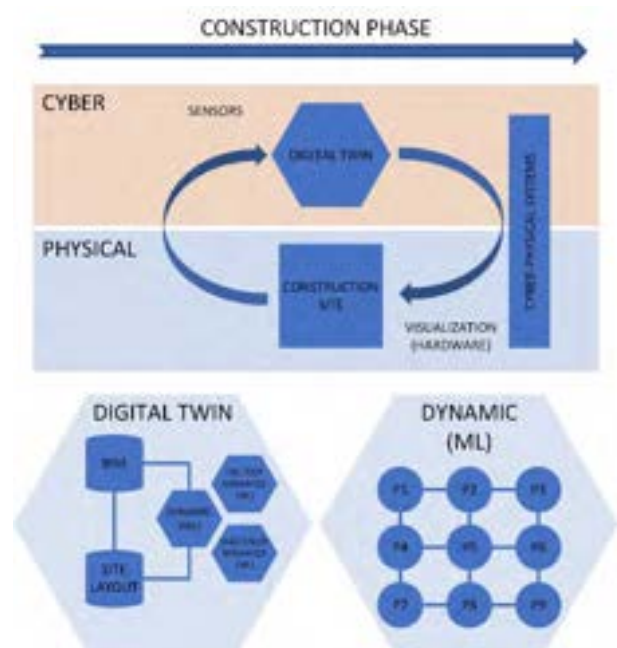 CONSTRUCTION PHASE
CYBER
SENSORS
DIGITAL TWIN
CYBER-PHYSICAL SYSTEMS
PHYSICAL
CONSTRUCTION
SITE
VISUALIZATION
(HARDWARE)
DIGITAL TWIN
BIM
DYNAMIC
(ML)
SITE
LAYOUT
DYNAMIC
(ML)
P1
P2
P3
P4
P5
P6
P7
P8
P9